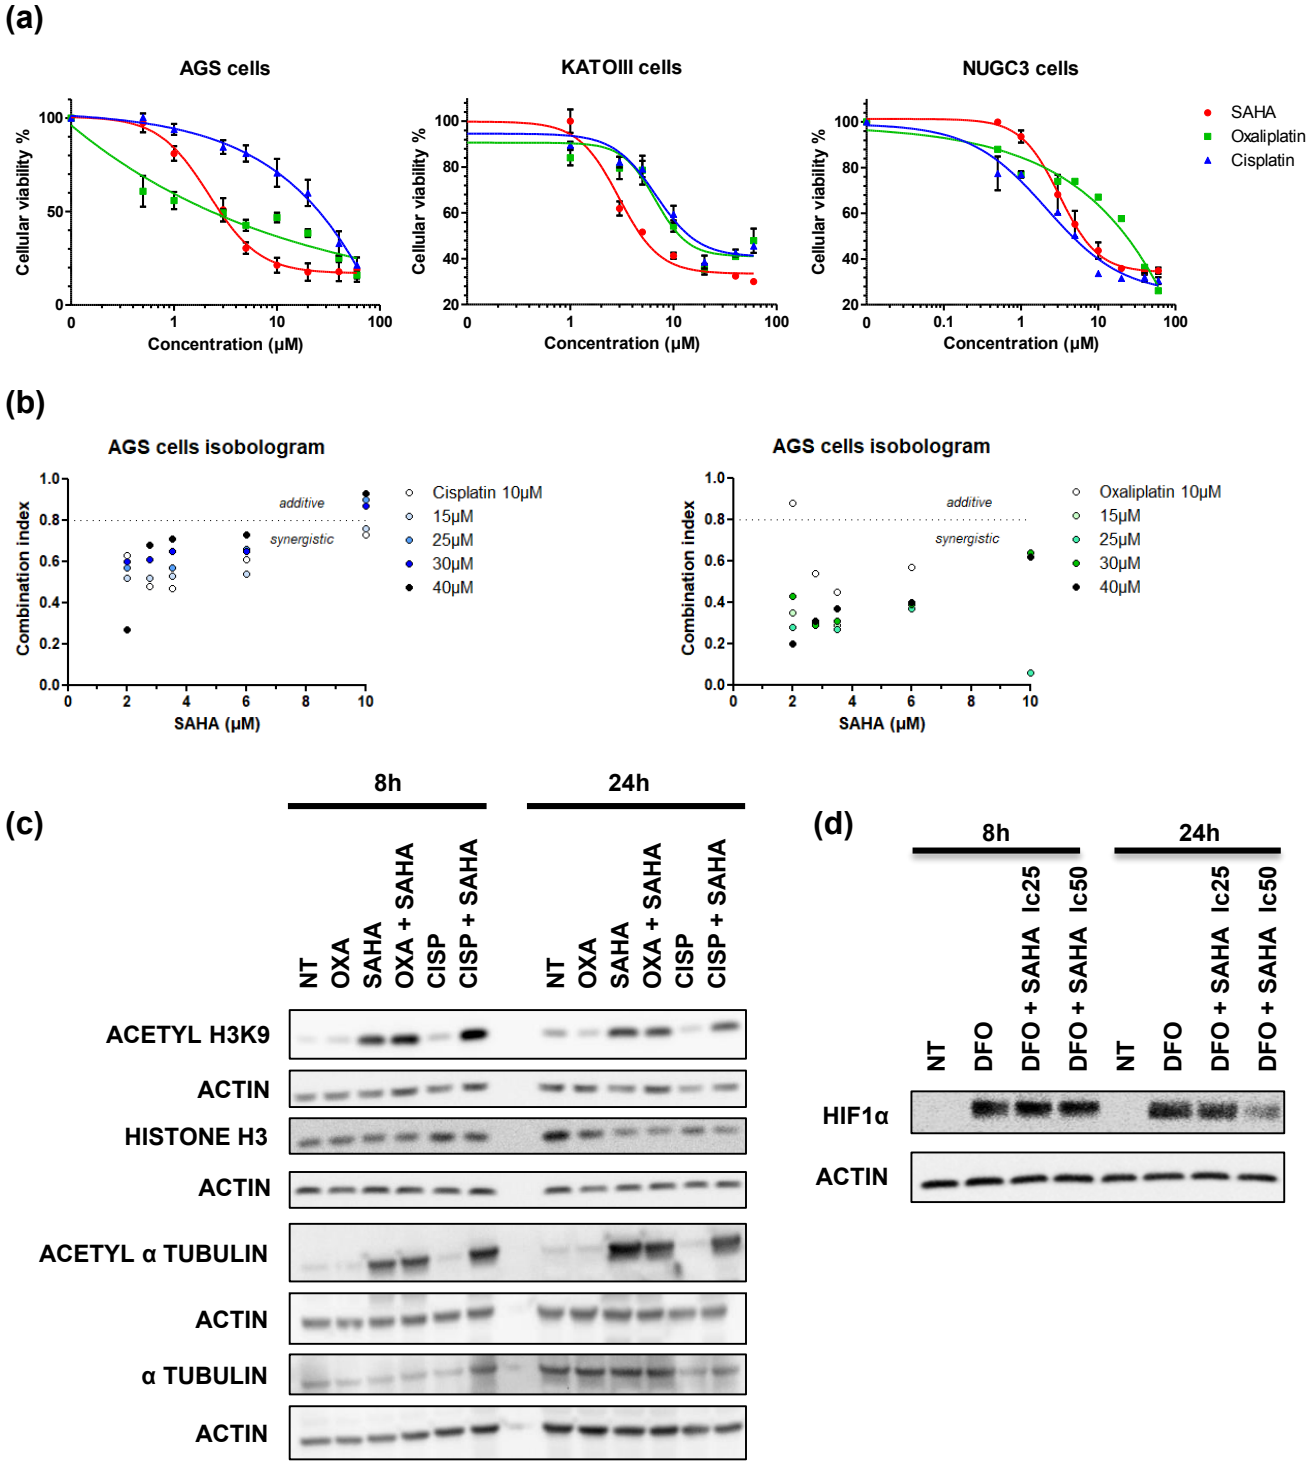 (a)
AGS cells
KATOIII cells
NUGC3 cells
Cellular viability %
100
50
0
0
1
10
100
Concentration (µM)
Cellular viability %
100
80
60
40
20
0
1
10
100
Concentration (µM)
Cellular viability %
100
80
60
40
20
0
0.1
1
10
100
Concentration (µM)
SAHA
Oxaliplatin
Cisplatin
(b)
AGS cells isobologram
Combination index
1.0
0.8
0.6
0.4
0.2
0.0
additive
synergistic
0
2
4
6
8
10
SAHA (µM)
Cisplatin 10µM
15µM
25µM
30µM
40µM
AGS cells isobologram
Combination index
1.0
0.8
0.6
0.4
0.2
0.0
additive
synergistic
0
2
4
6
8
10
SAHA (µM)
Oxaliplatin 10µM
15µM
25µM
30µM
40µM
(c)
8h
24h
NT
OXA
SAHA
OXA + SAHA
CISP
CISP + SAHA
NT
OXA
SAHA
OXA + SAHA
CISP
CISP + SAHA
ACETYL H3K9
ACTIN
HISTONE H3
ACTIN
ACETYL α TUBULIN
ACTIN
α TUBULIN
ACTIN
(d)
8h
24h
NT
DFO
DFO + SAHA Ic25
DFO + SAHA Ic50
NT
DFO
DFO + SAHA Ic25
DFO + SAHA Ic50
HIF1α
ACTIN